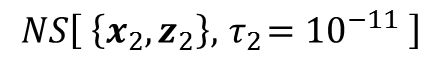 NS[ {x₂, z₂}, τ₂ = 10⁻¹¹ ]